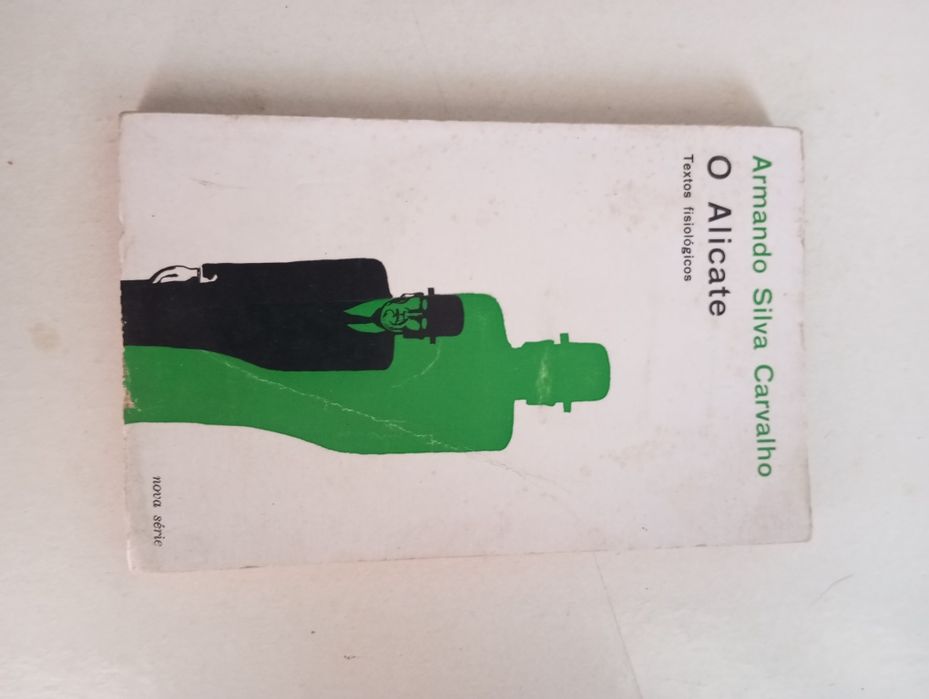 Armando Silva Carvalho
O Alicate
Textos fisiológicos
nova série